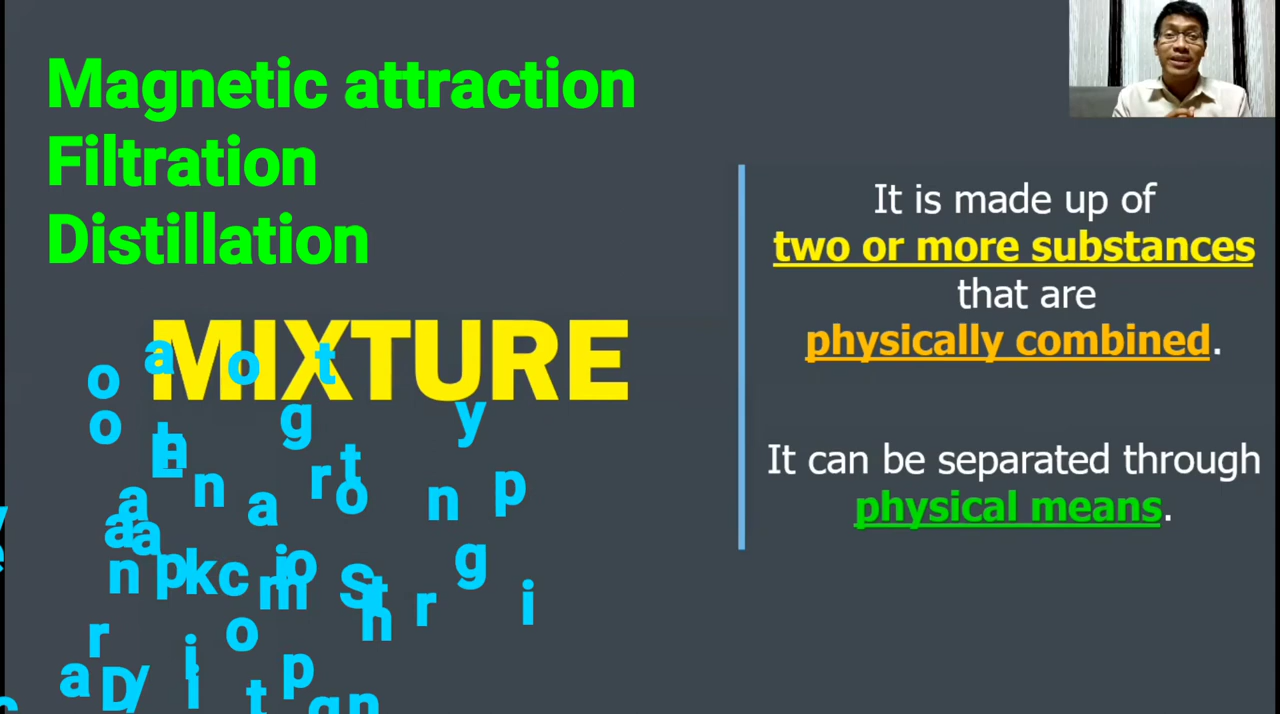 Magnetic attraction
Filtration
Distillation
MIXTURE
It is made up of
two or more substances
that are
physically combined.
It can be separated through
physical means.